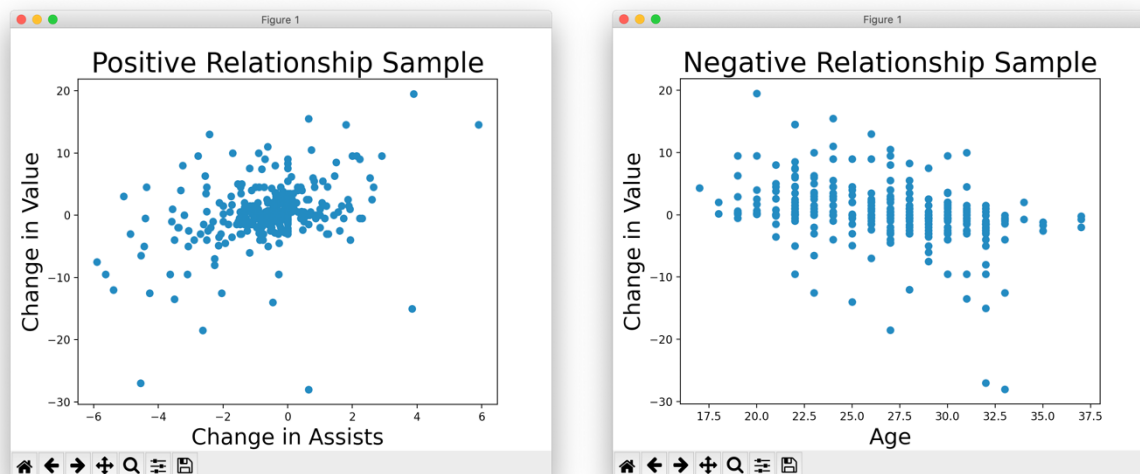 Figure 1
Positive Relationship Sample
20
10
0
−10
−20
−30
Change in Value
−6 −4 −2 0 2 4 6
Change in Assists
Figure 1
Negative Relationship Sample
20
10
0
−10
−20
−30
Change in Value
17.5 20.0 22.5 25.0 27.5 30.0 32.5 35.0 37.5
Age